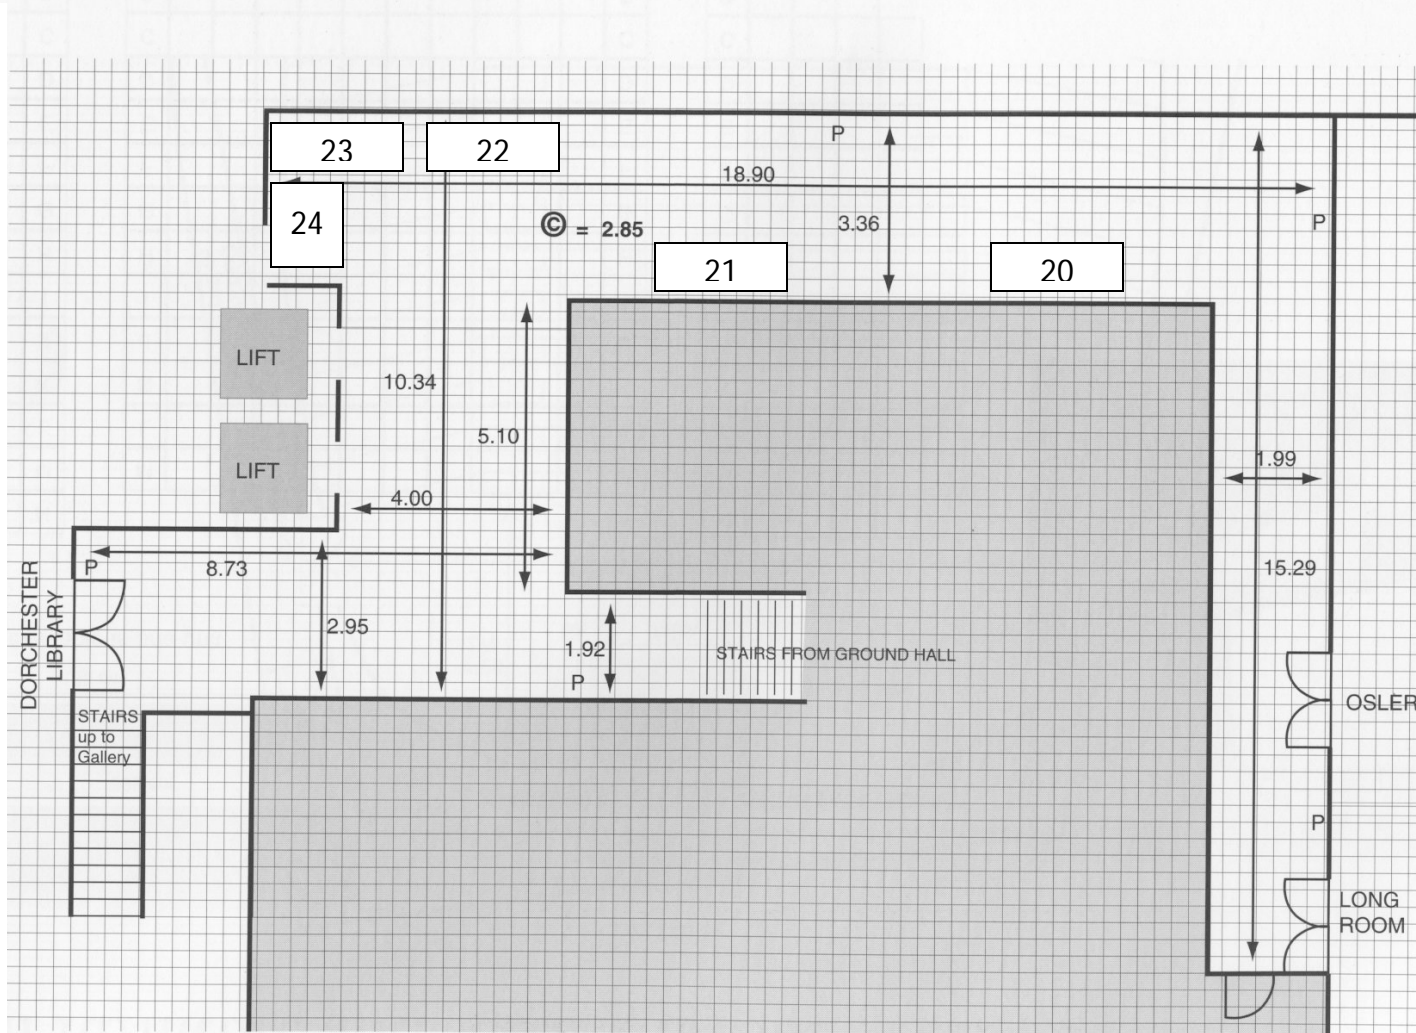 P
23
22
18.90
24
P
© = 2.85
3.36
21
20
LIFT
10.34
5.10
1.99
LIFT
4.00
P
8.73
15.29
DORCHESTER
LIBRARY
2.95
1.92
STAIRS FROM GROUND HALL
P
OSLER
STAIRS
up to
Gallery
P
LONG
ROOM